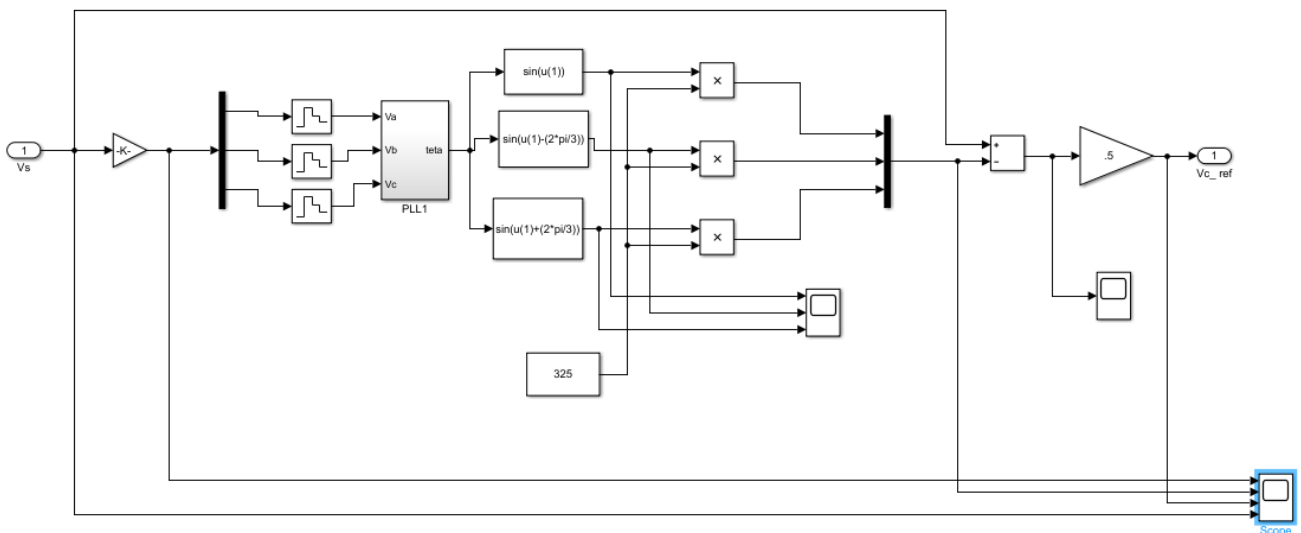 sin(u(1))
Va
1
-K-
Vb
teta
sin(u(1)-(2*pi/3))
×
×
×
+
−
.5
1
Vs
Vc
Vc_ ref
PLL1
sin(u(1)+(2*pi/3))
325
Scope